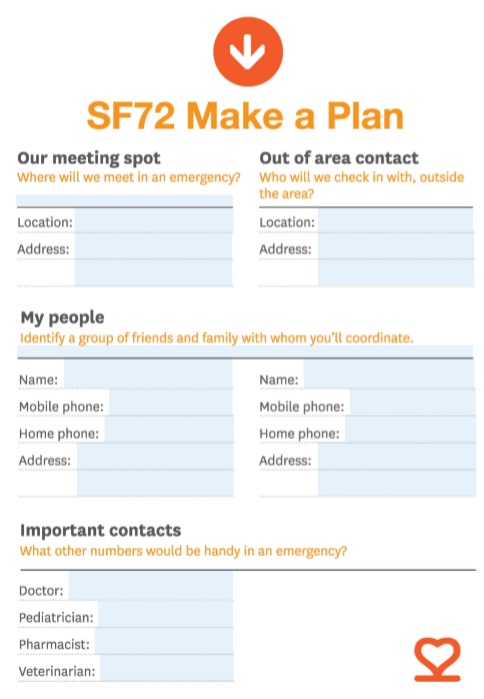 SF72 Make a Plan
Our meeting spot
Where will we meet in an emergency?
Location:
Address:
Out of area contact
Who will we check in with, outside
the area?
Location:
Address:
My people
Identify a group of friends and family with whom you'll coordinate.
Name:
Mobile phone:
Home phone:
Address:
Name:
Mobile phone:
Home phone:
Address:
Important contacts
What other numbers would be handy in an emergency?
Doctor:
Pediatrician:
Pharmacist:
Veterinarian: